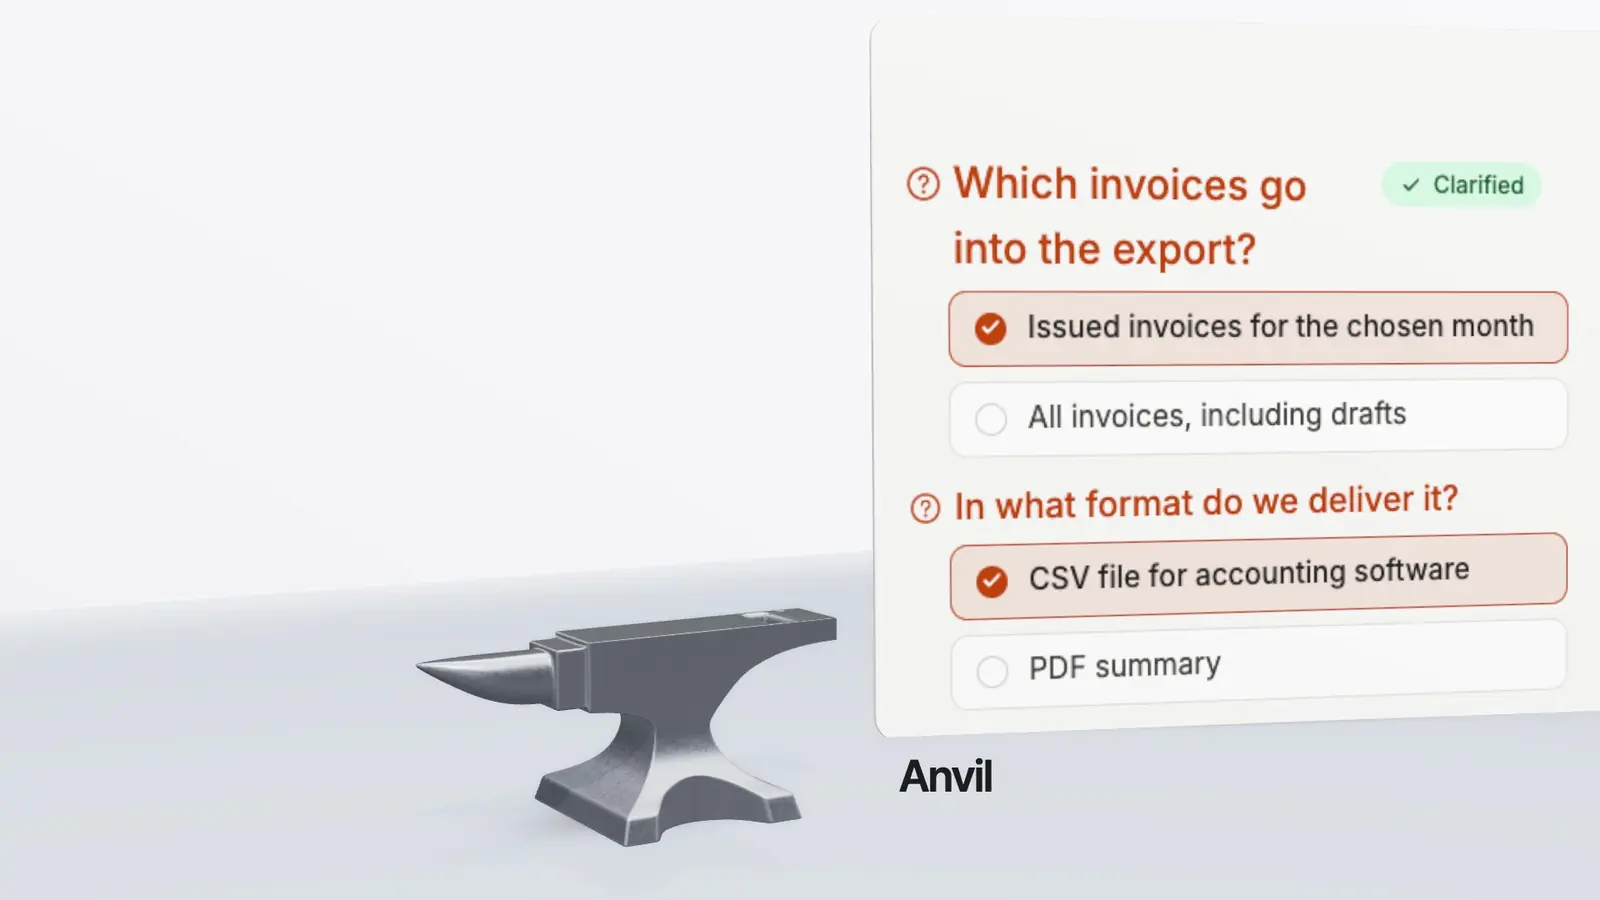 Which invoices go
into the export?
Clarified
Issued invoices for the chosen month
All invoices, including drafts
In what format do we deliver it?
CSV file for accounting software
PDF summary
Anvil